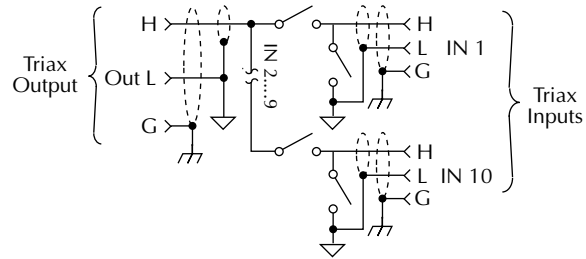 H
Triax
Output
Out L
G
IN 2....9
H
L IN 1
G
Triax
Inputs
H
L IN 10
G